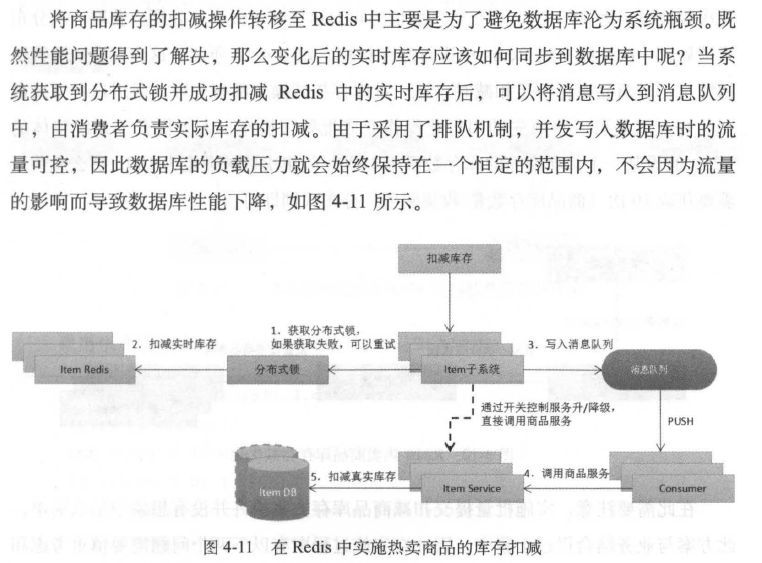 将商品库存的扣减操作转移至 Redis 中主要是为了避免数据库沦为系统瓶颈。既
然性能问题得到了解决，那么变化后的实时库存应该如何同步到数据库中呢？当系
统获取到分布式锁并成功扣减 Redis 中的实时库存后，可以将消息写入到消息队列
中，由消费者负责实际库存的扣减。由于采用了排队机制，并发写入数据库时的流
量可控，因此数据库的负载压力就会始终保持在一个恒定的范围内，不会因为流量
的影响而导致数据库性能下降，如图 4-11 所示。
扣减库存
1. 获取分布式锁，
如果获取失败，可以重试
2. 扣减实时库存
3. 写入消息队列
Item Redis
分布式锁
Item子系统
消息队列
通过开关控制服务升/降级，
直接调用商品服务
PUSH
5. 扣减真实库存
4. 调用商品服务
Item DB
Item Service
Consumer
图 4-11 在 Redis 中实施热卖商品的库存扣减